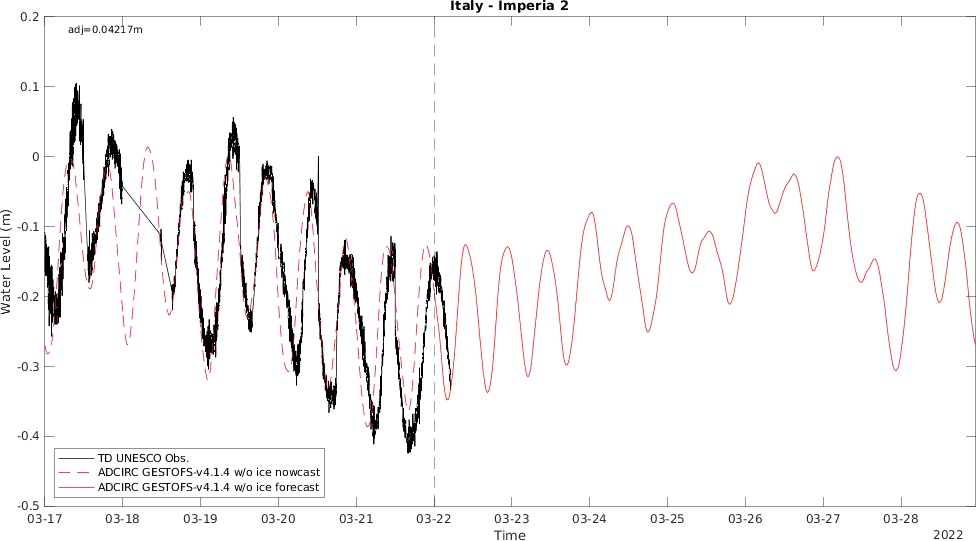 Italy - Imperia 2
adj=0.04217m
0.2
0.1
0
-0.1
-0.2
-0.3
-0.4
-0.5
Water Level (m)
TD UNESCO Obs.
ADCIRC GESTOFS-v4.1.4 w/o ice nowcast
ADCIRC GESTOFS-v4.1.4 w/o ice forecast
03-17 03-18 03-19 03-20 03-21 03-22 03-23 03-24 03-25 03-26 03-27 03-28
Time
2022